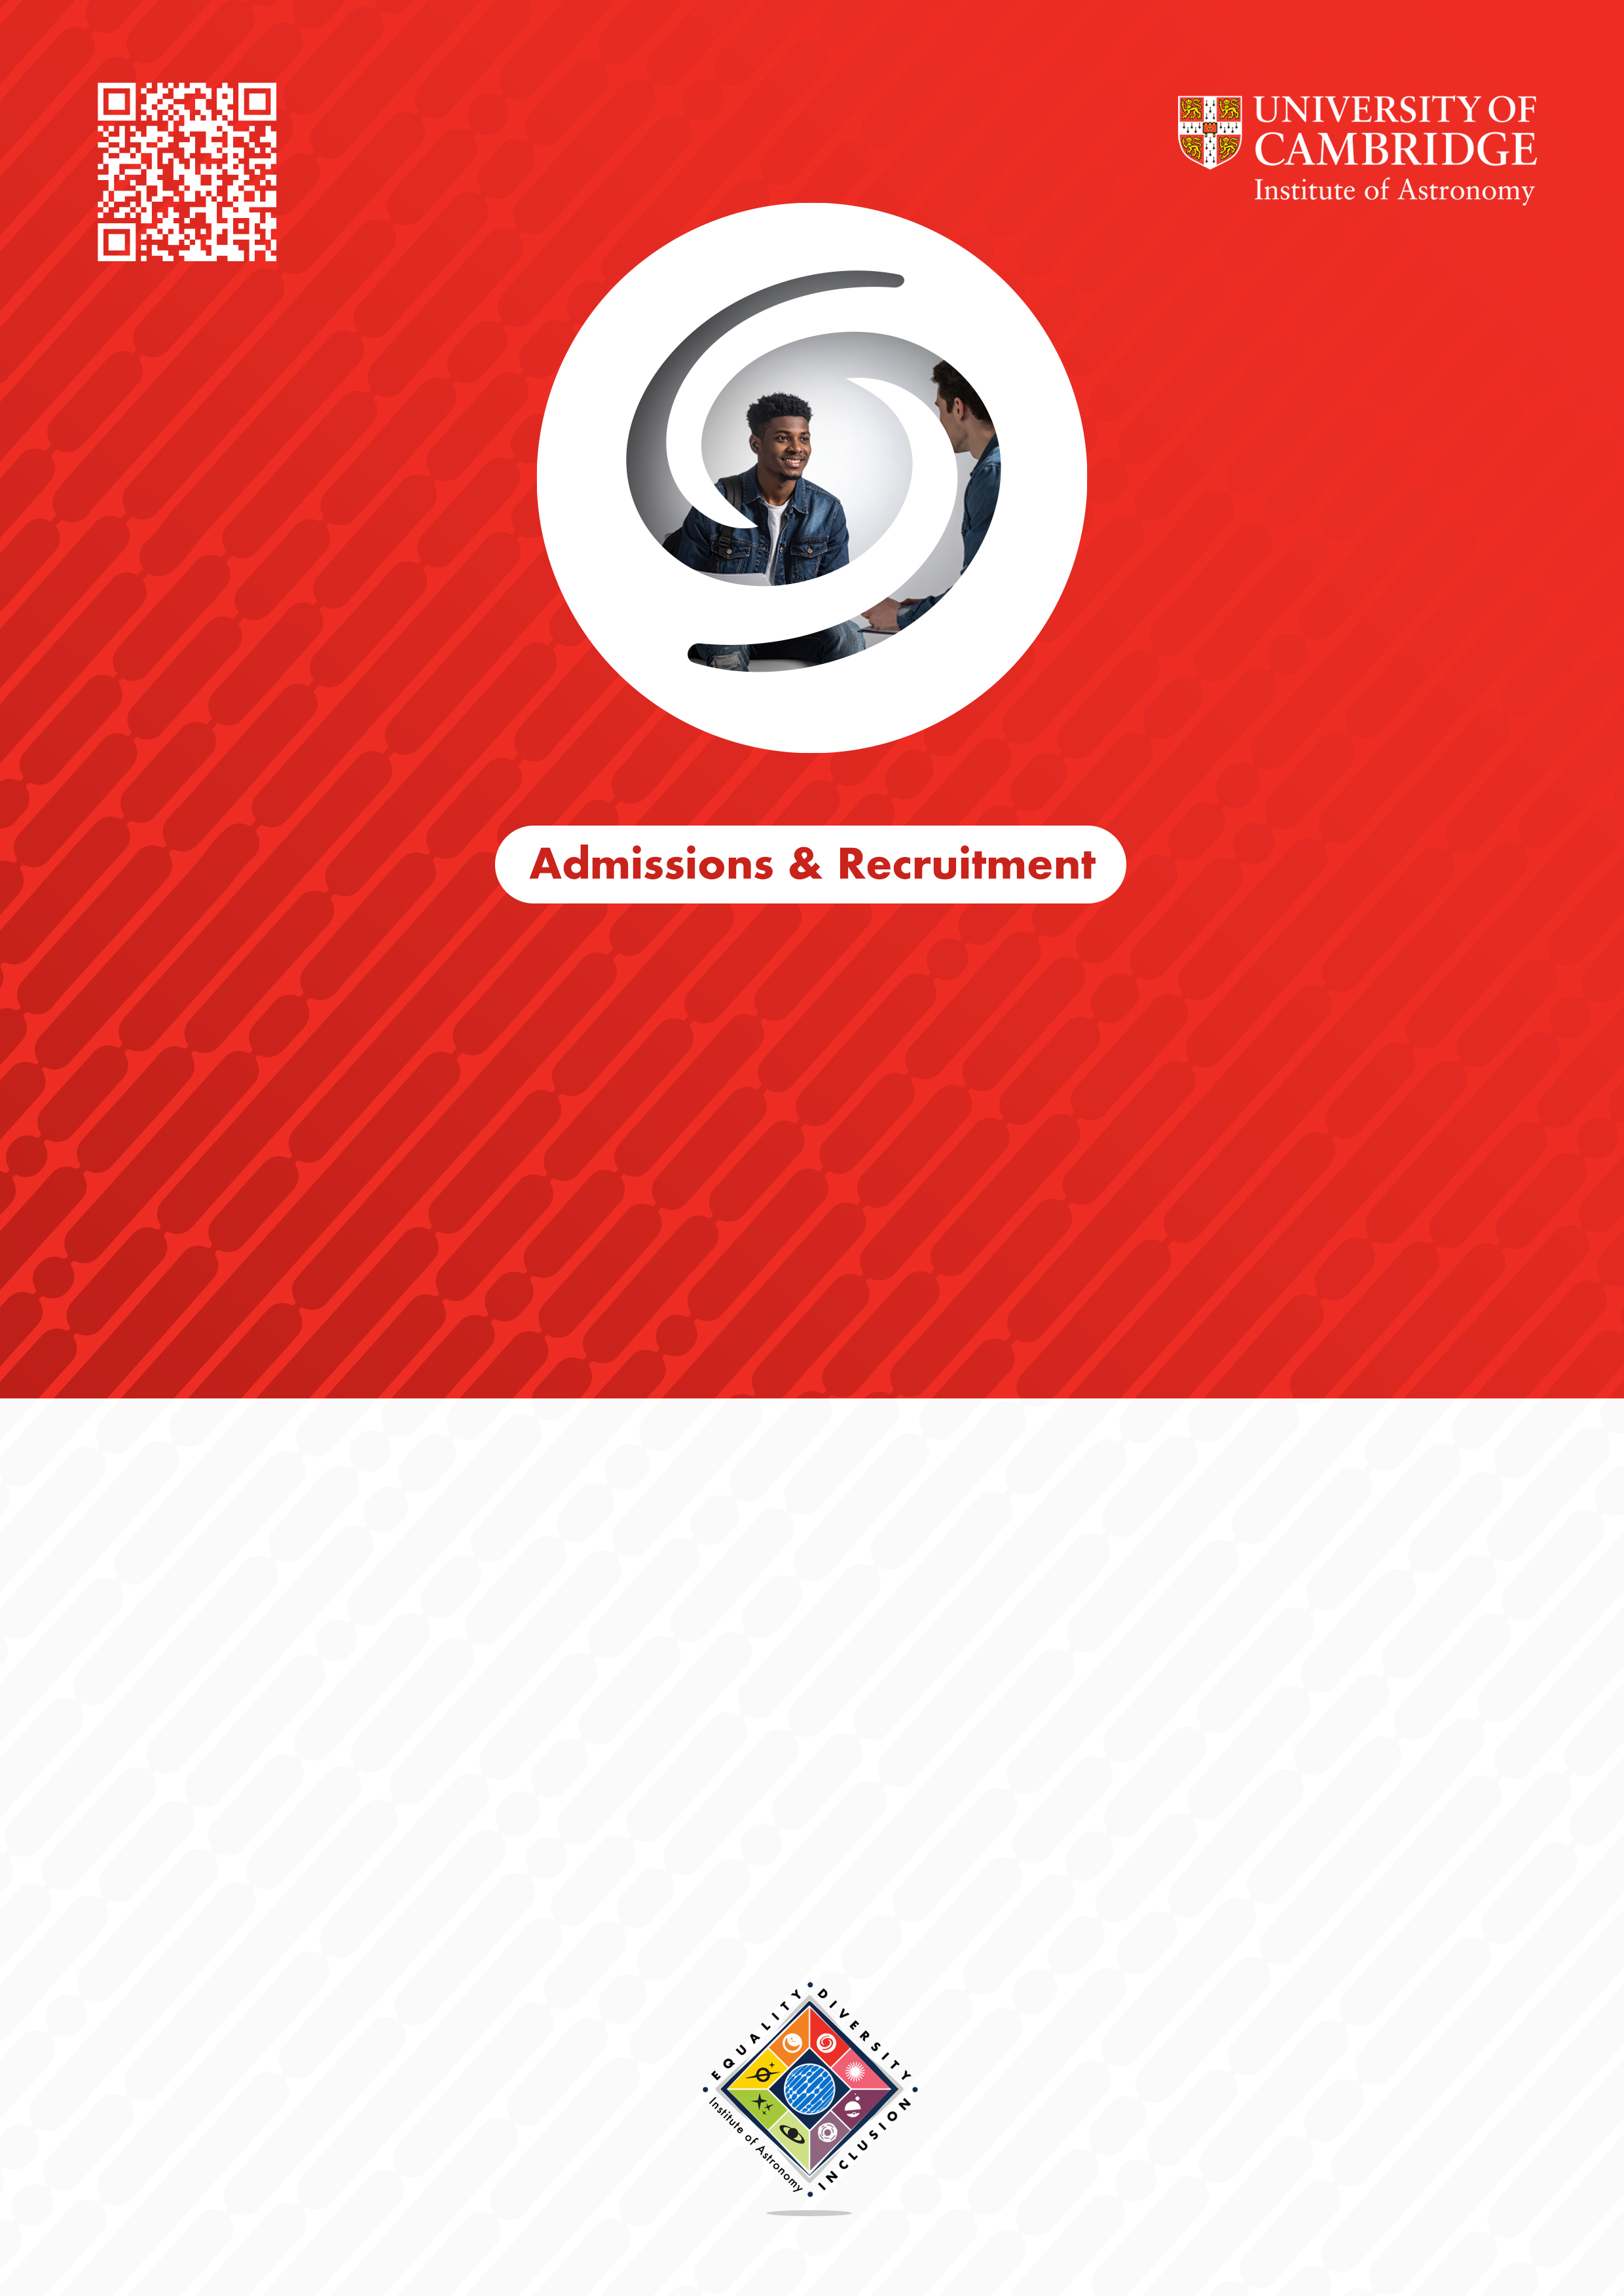 UNIVERSITY OF
CAMBRIDGE
Institute of Astronomy
Admissions & Recruitment
EQUALITY
DIVERSITY
INCLUSION
Institute of Astronomy